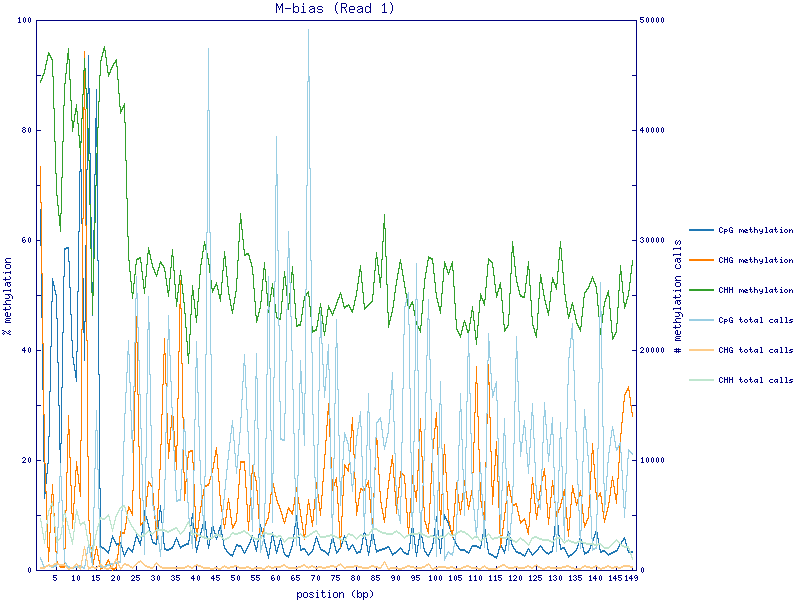 M-bias (Read 1)
100
80
60
40
20
0
% methylation
50000
40000
30000
20000
10000
0
# methylation calls
5 10 15 20 25 30 35 40 45 50 55 60 65 70 75 80 85 90 95 100 105 110 115 120 125 130 135 140 145 149
position (bp)
CpG methylation
CHG methylation
CHH methylation
CpG total calls
CHG total calls
CHH total calls